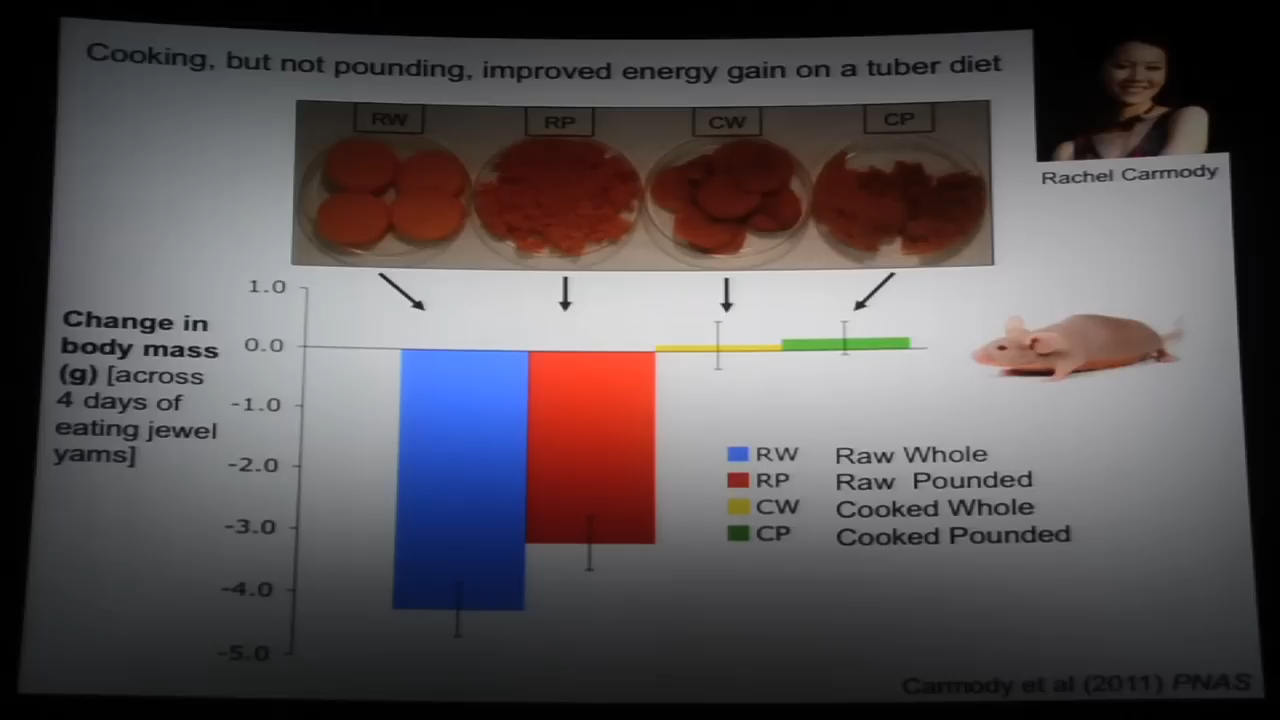 Cooking, but not pounding, improved energy gain on a tuber diet
RW
RP
CW
CP
Rachel Carmody
1.0
0.0
-1.0
-2.0
-3.0
-4.0
-5.0
Change in
body mass
(g) [across
4 days of
eating jewel
yams]
RW Raw Whole
RP Raw Pounded
CW Cooked Whole
CP Cooked Pounded
Carmody et al (2011) PNAS